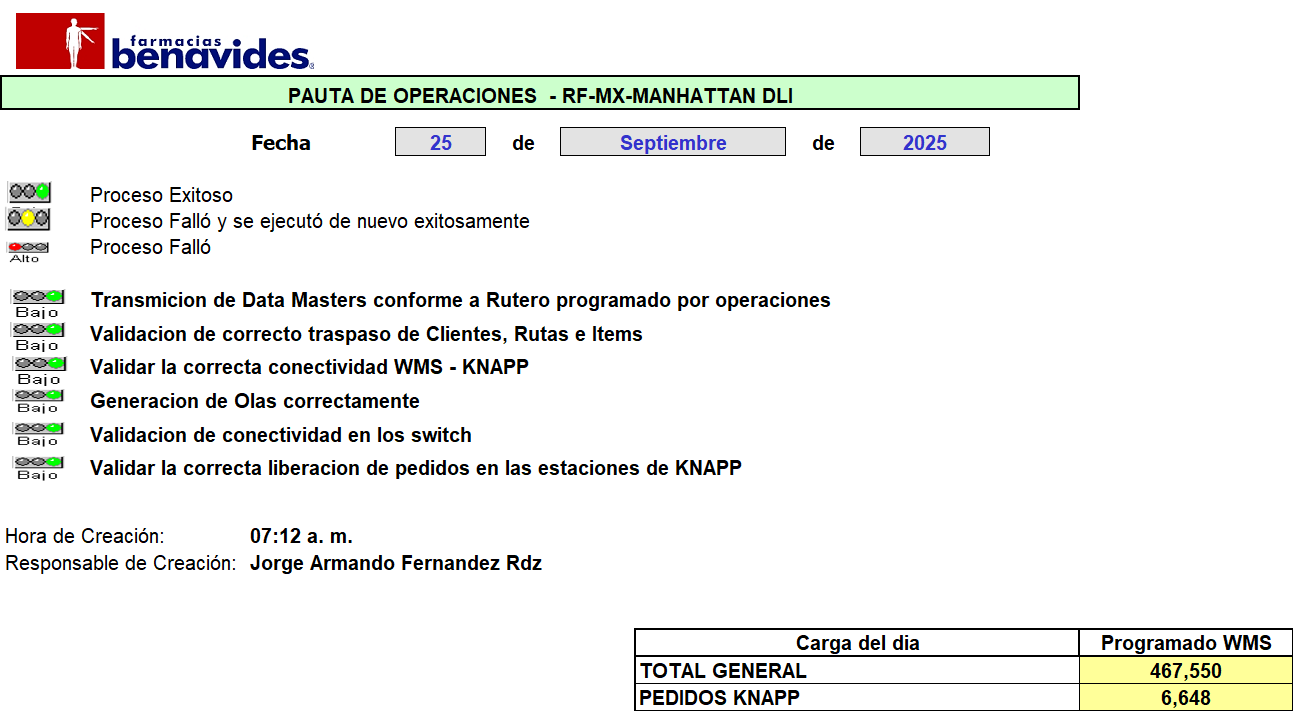 farmacias
benavides®
PAUTA DE OPERACIONES - RF-MX-MANHATTAN DLI
Fecha 25 de Septiembre de 2025
Proceso Exitoso
Proceso Falló y se ejecutó de nuevo exitosamente
Proceso Falló
Alto
Transmicion de Data Masters conforme a Rutero programado por operaciones
Bajo
Validacion de correcto traspaso de Clientes, Rutas e Items
Bajo
Validar la correcta conectividad WMS - KNAPP
Bajo
Generacion de Olas correctamente
Bajo
Validacion de conectividad en los switch
Bajo
Validar la correcta liberacion de pedidos en las estaciones de KNAPP
Bajo
Hora de Creación: 07:12 a. m.
Responsable de Creación: Jorge Armando Fernandez Rdz
Carga del dia Programado WMS
TOTAL GENERAL 467,550
PEDIDOS KNAPP 6,648